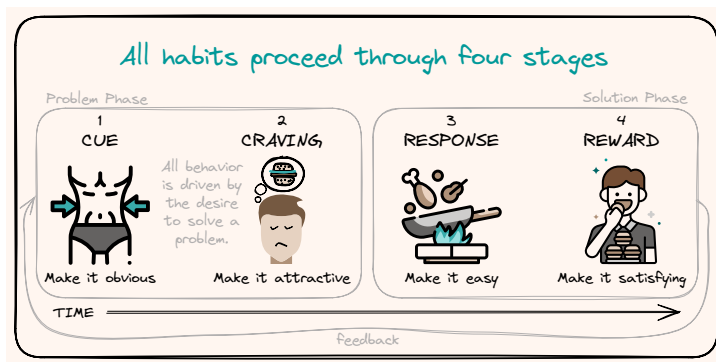 All habits proceed through four stages
Problem Phase
Solution Phase
1
CUE
2
CRAVING
3
RESPONSE
4
REWARD
All behavior
is driven by
the desire
to solve a
problem.
Make it obvious
Make it attractive
Make it easy
Make it satisfying
TIME
feedback